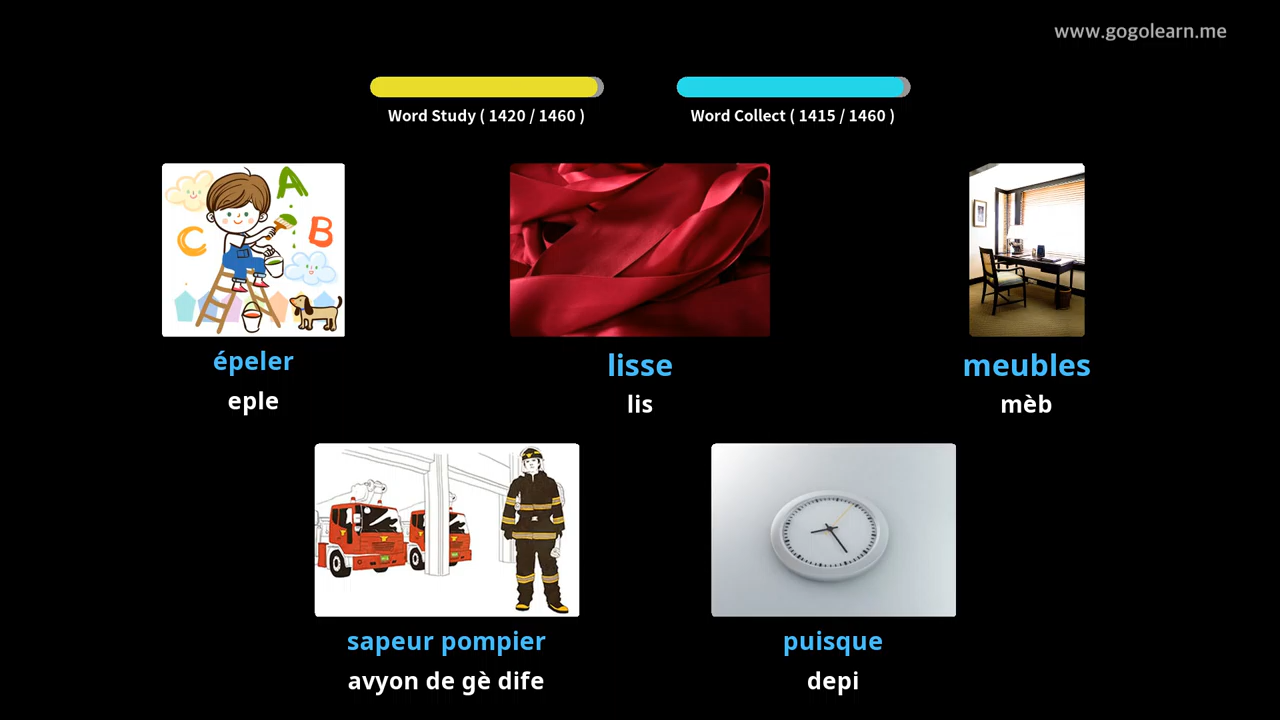 www.gogolearn.me
Word Study ( 1420 / 1460 )
Word Collect ( 1415 / 1460 )
A
B
C
épeler
eple
lisse
lis
meubles
mèb
sapeur pompier
avyon de gè dife
puisque
depi